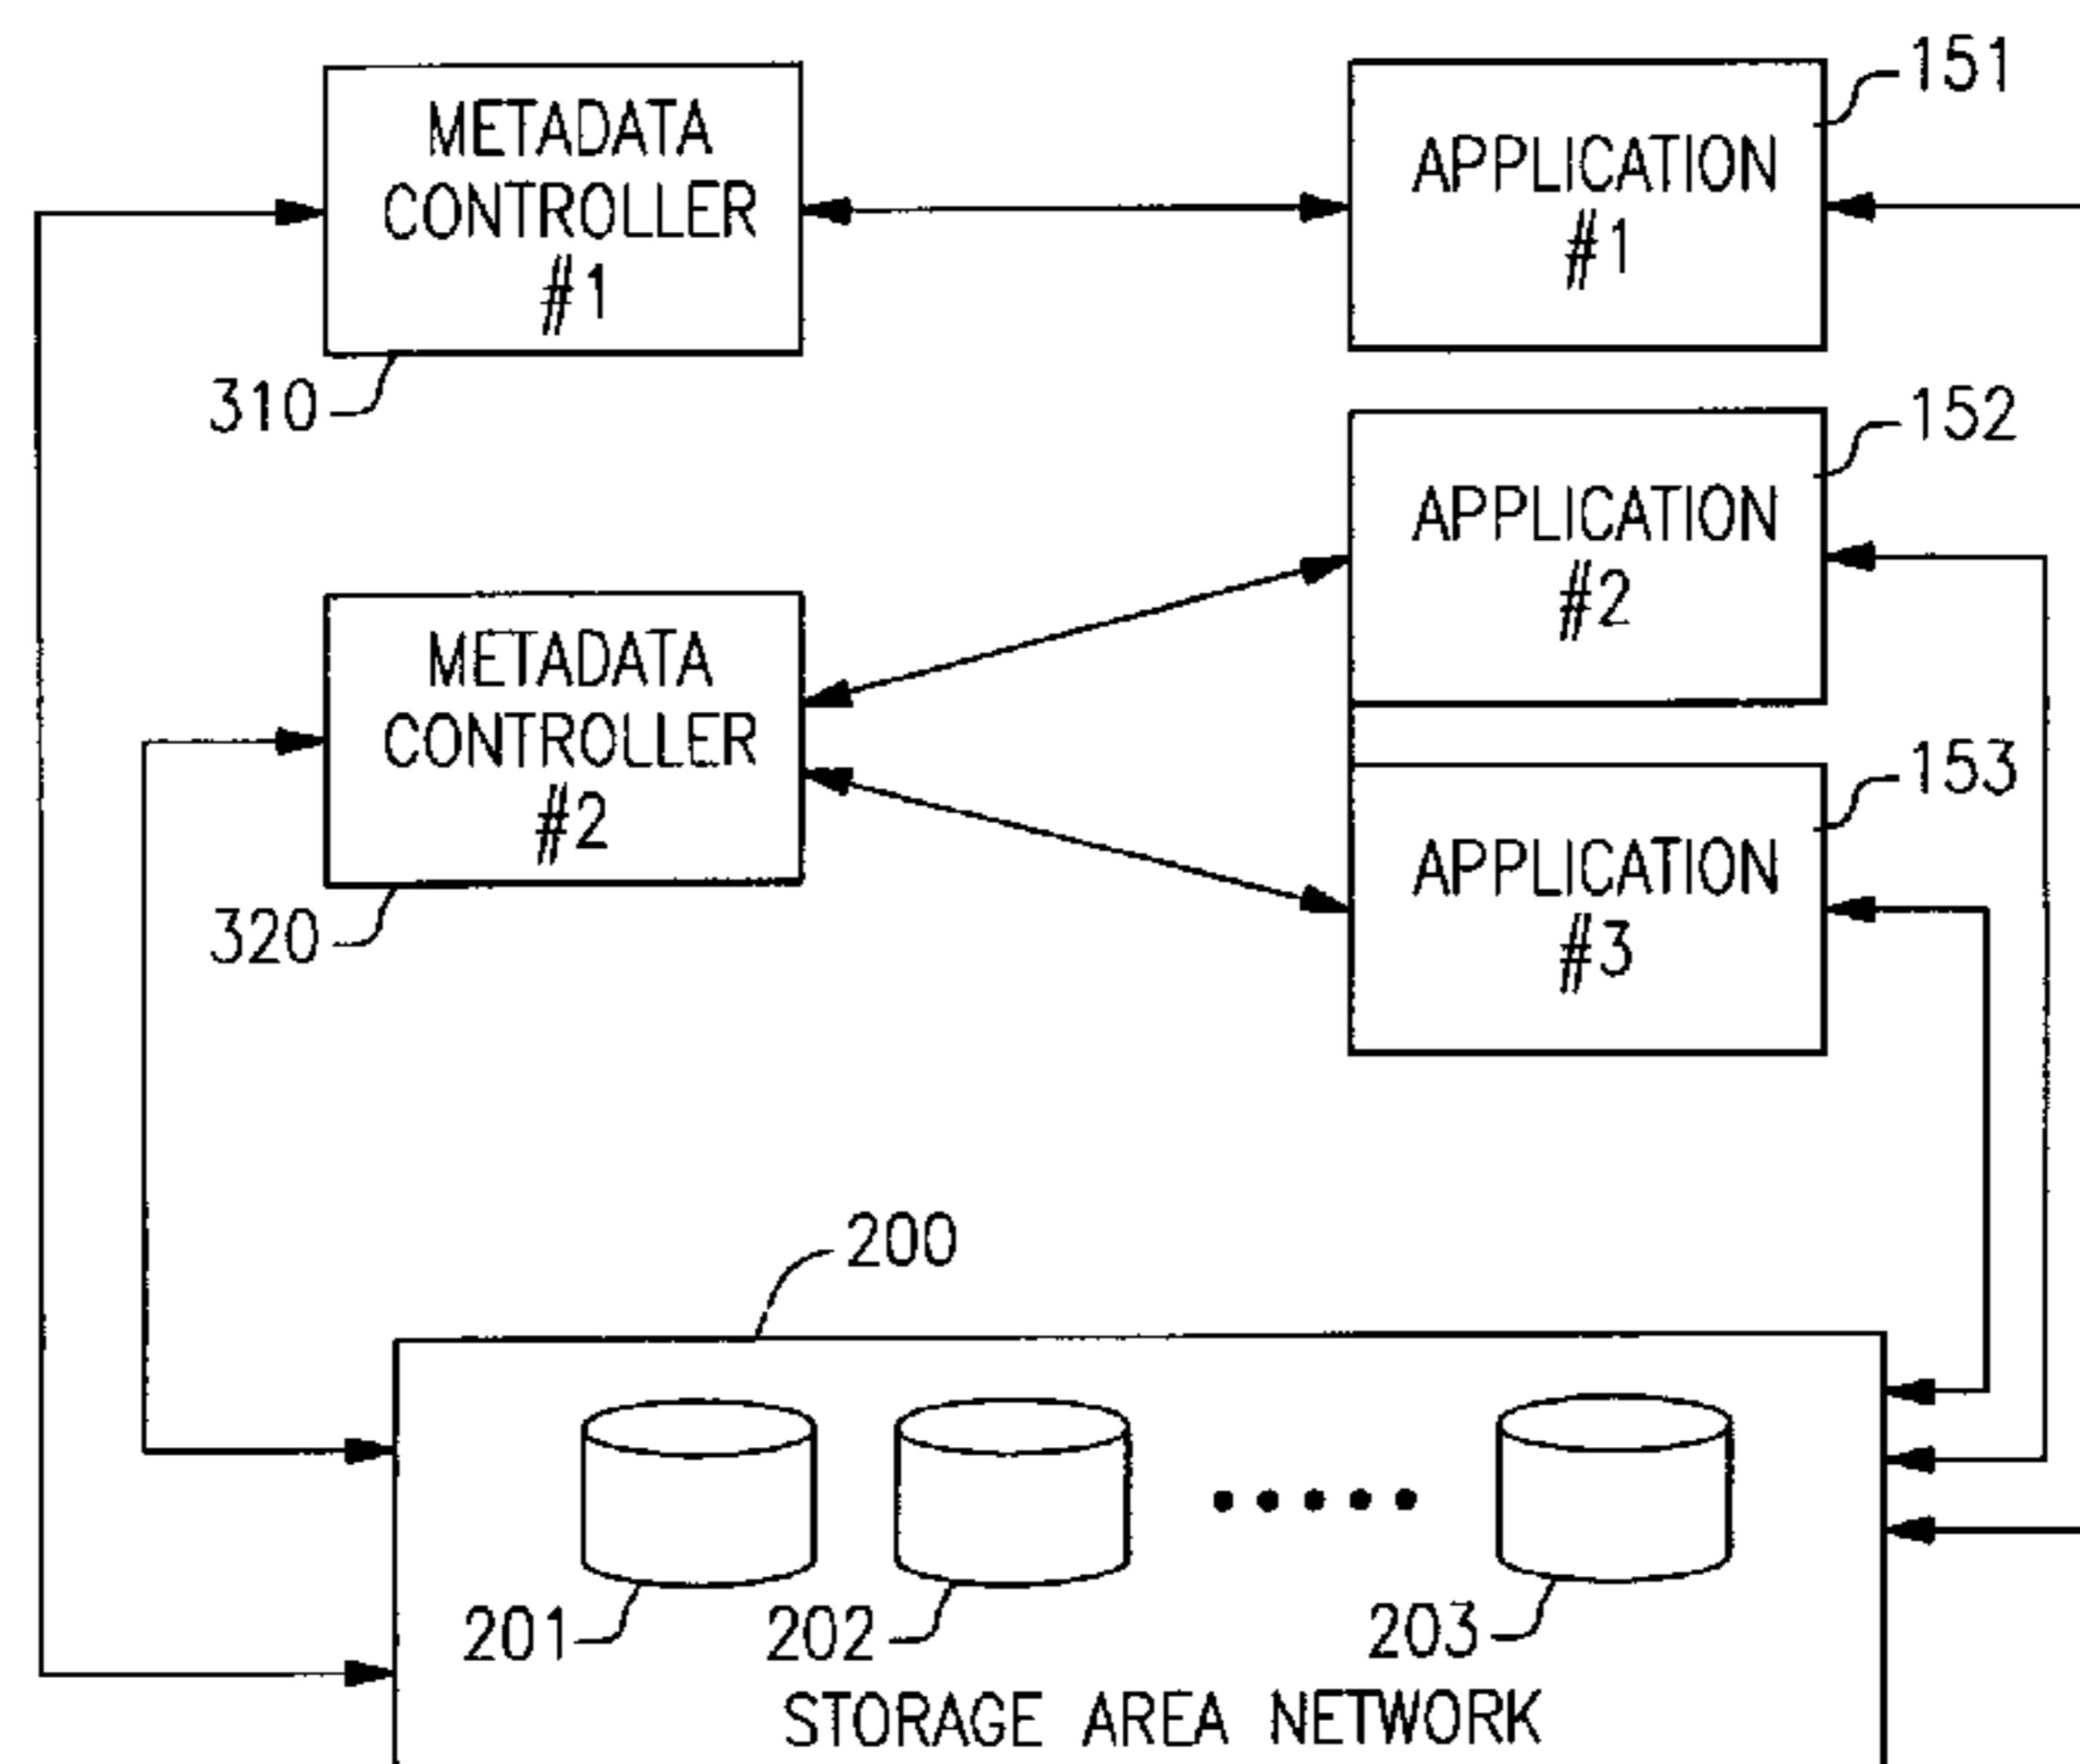 METADATA
CONTROLLER
#1
310
APPLICATION
#1
151
APPLICATION
#2
152
METADATA
CONTROLLER
#2
320
APPLICATION
#3
153
200
201
202
203
STORAGE AREA NETWORK